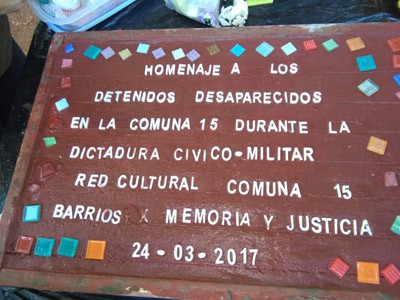 HOMENAJE A LOS
DETENIDOS DESAPARECIDOS
EN LA COMUNA 15 DURANTE LA
DICTADURA CIVICO-MILITAR
RED CULTURAL COMUNA 15
BARRIOS X MEMORIA Y JUSTICIA
24-03-2017